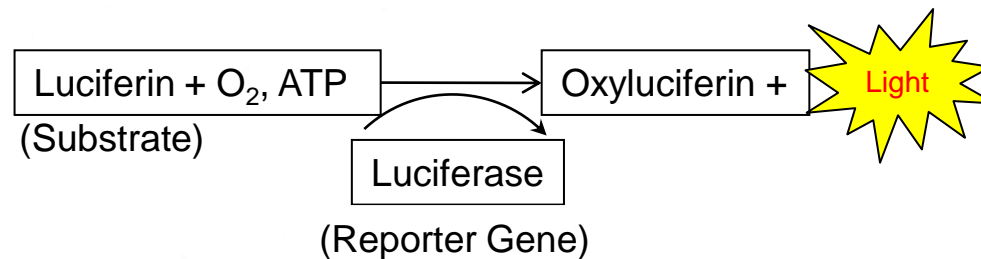 Luciferin + O₂, ATP
Oxyluciferin +
Light
(Substrate)
Luciferase
(Reporter Gene)